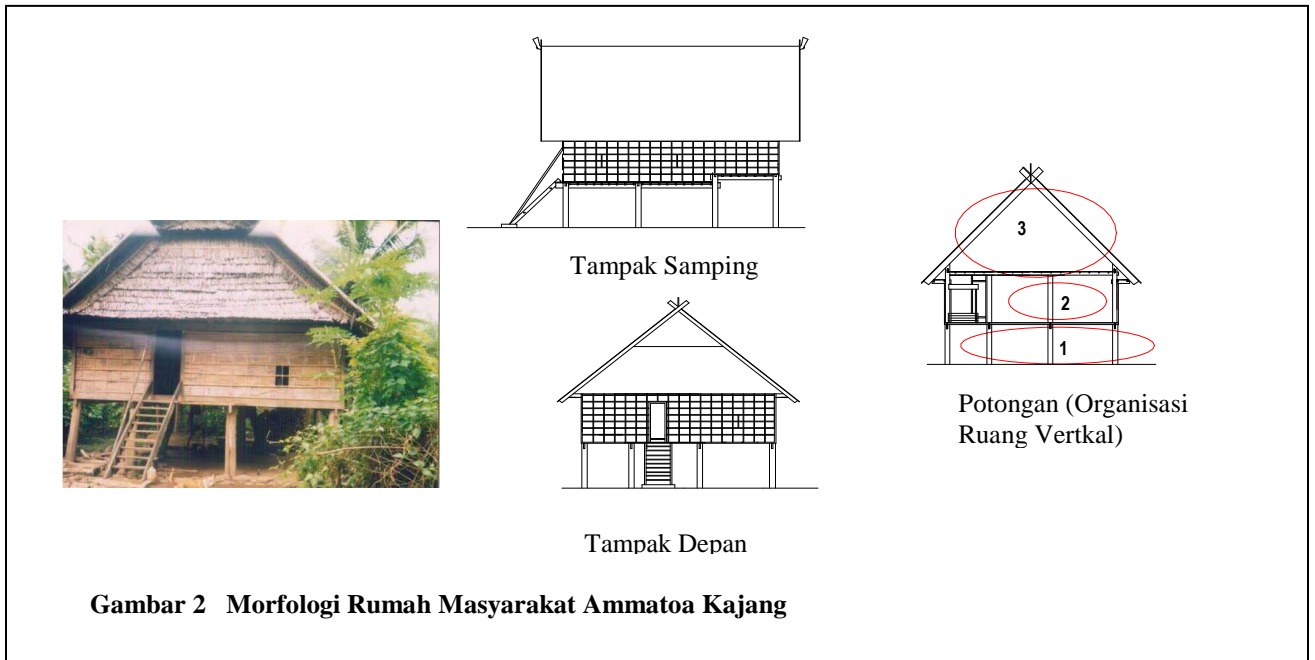 Tampak Samping
3
2
1
Potongan (Organisasi
Ruang Vertkal)
Tampak Depan
Gambar 2 Morfologi Rumah Masyarakat Ammatoa Kajang